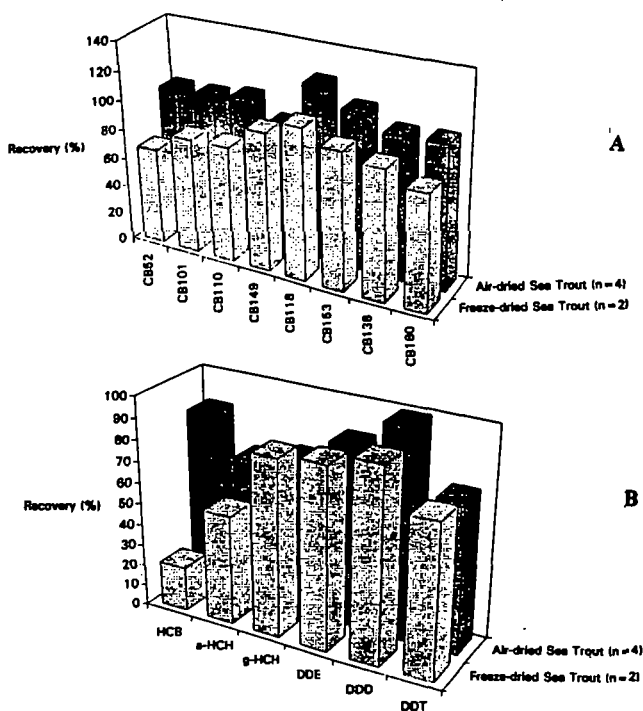 140
120
100
80
60
40
20
0
Recovery (%)
A
CB52
CB101
CB110
CB149
CB118
CB153
CB138
CB180
Air-dried Sea Trout (n=4)
Freeze-dried Sea Trout (n=2)
100
90
80
70
60
50
40
30
20
10
0
Recovery (%)
B
HCB
a-HCH
g-HCH
DDE
DDD
DDT
Air-dried Sea Trout (n=4)
Freeze-dried Sea Trout (n=2)